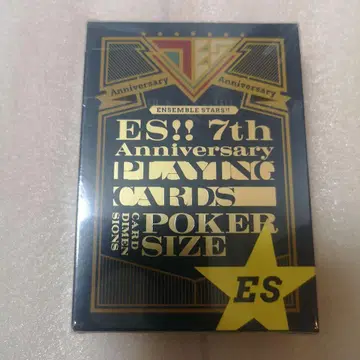 Anniversary
Anniversary
ENSEMBLE STARS!!
ES!! 7th
Anniversary
PLAYING
CARDS
CARD
DIMEN
SIONS
POKER
SIZE
ES